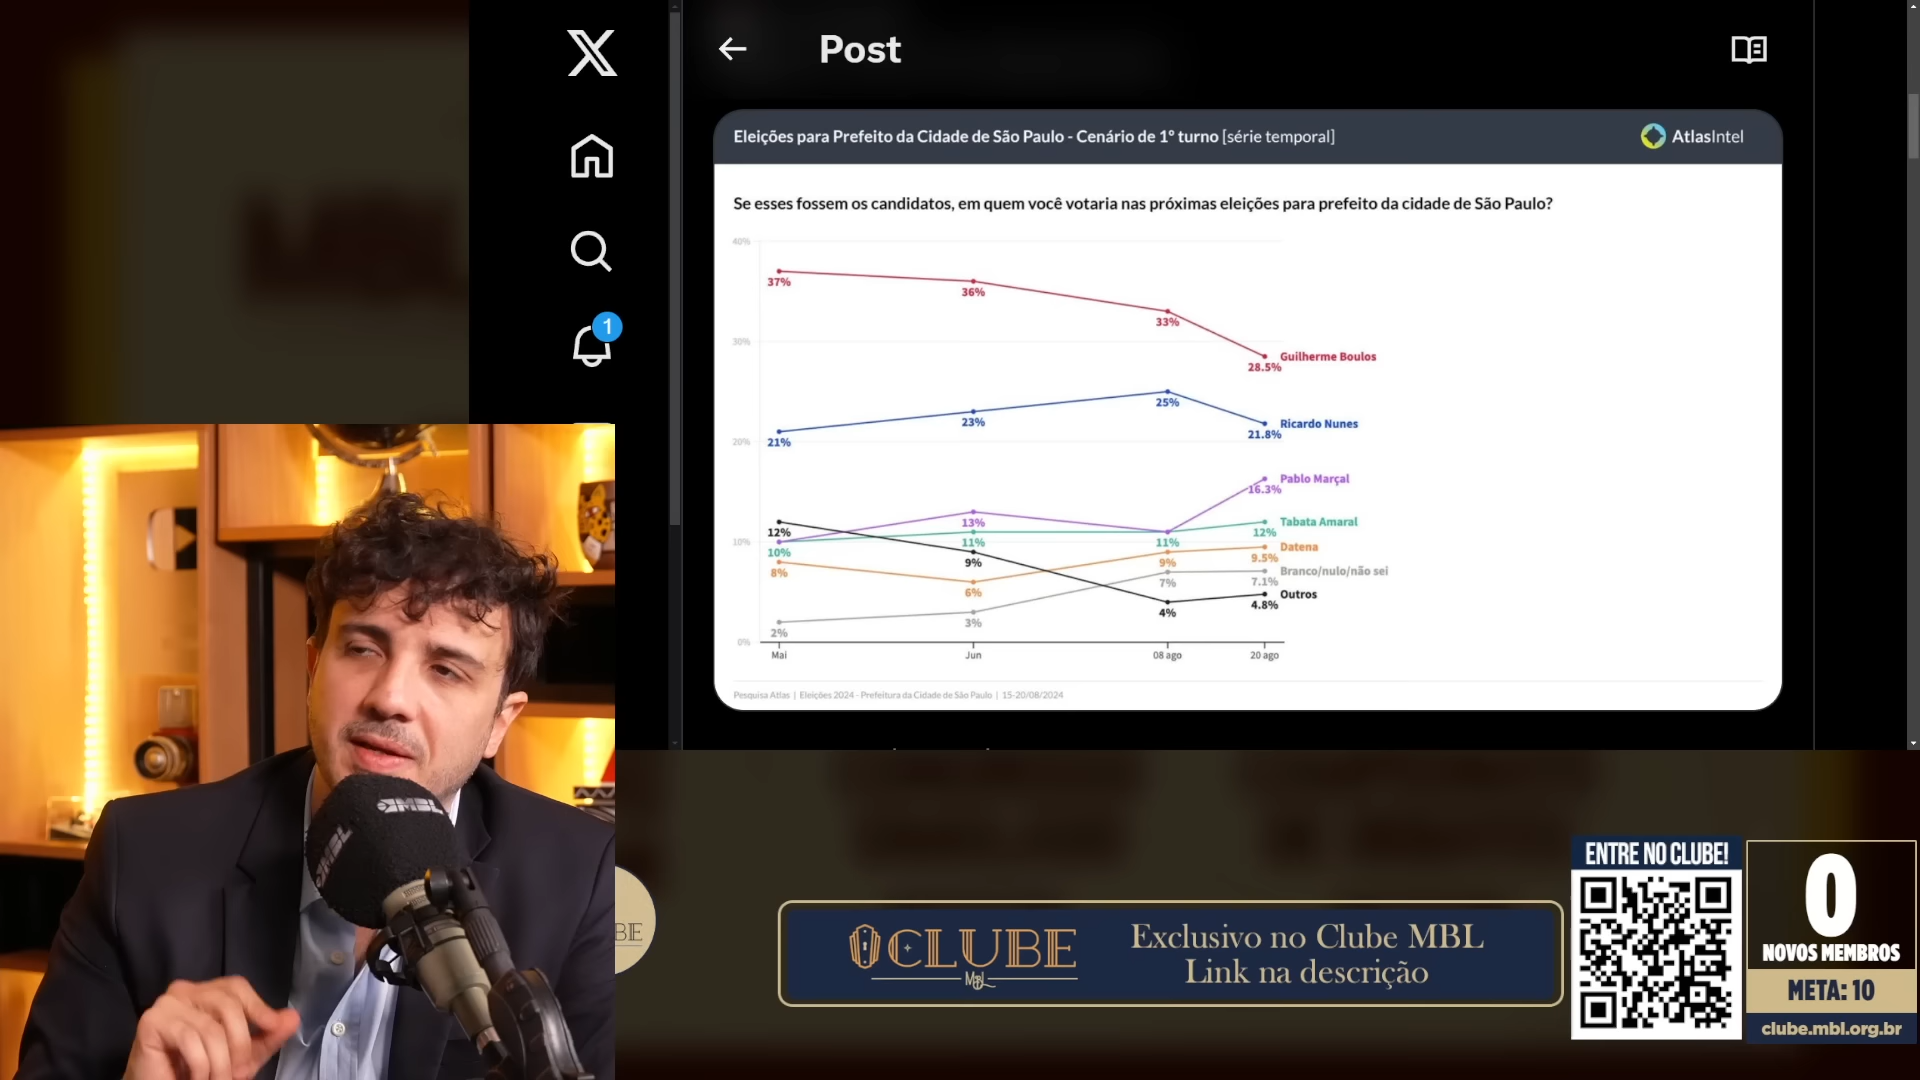 Post
1
Eleições para Prefeito da Cidade de São Paulo - Cenário de 1º turno [série temporal]
AtlasIntel
Se esses fossem os candidatos, em quem você votaria nas próximas eleições para prefeito da cidade de São Paulo?
40%
30%
20%
10%
0%
37%
36%
33%
28.5%
Guilherme Boulos
21%
23%
25%
21.8%
Ricardo Nunes
13%
16.3%
Pablo Marçal
10%
11%
11%
12%
Tabata Amaral
8%
6%
9%
9.5%
Datena
2%
3%
7%
7.1%
Branco/nulo/não sei
12%
9%
4%
4.8%
Outros
Mai
Jun
08 ago
20 ago
Pesquisa Atlas | Eleições 2024 - Prefeitura da Cidade de São Paulo | 15-20/08/2024
MBL
MBL
BE
CLUBE
MBL
Exclusivo no Clube MBL
Link na descrição
ENTRE NO CLUBE!
0
NOVOS MEMBROS
META: 10
clube.mbl.org.br